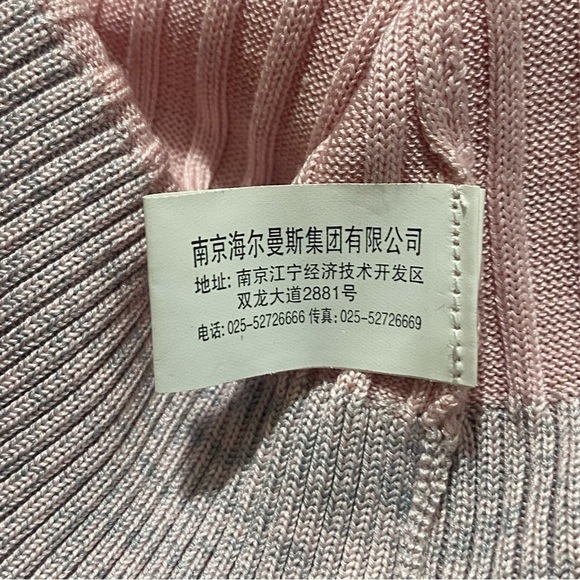 南京海尔曼斯集团有限公司
地址: 南京江宁经济技术开发区
双龙大道2881号
电话: 025-52726666 传真: 025-52726669